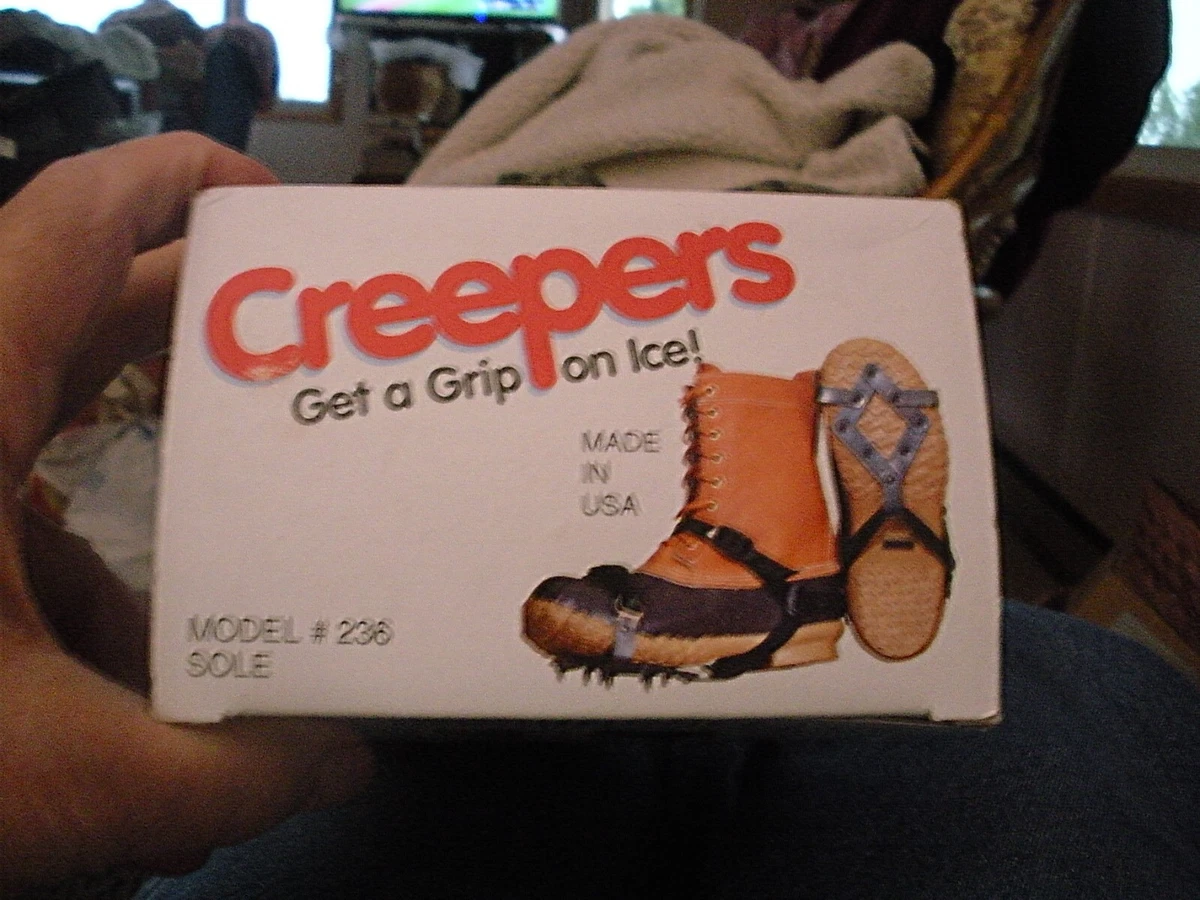 Creepers
Get a Grip on Ice!
MADE
IN
USA
MODEL # 236
SOLE